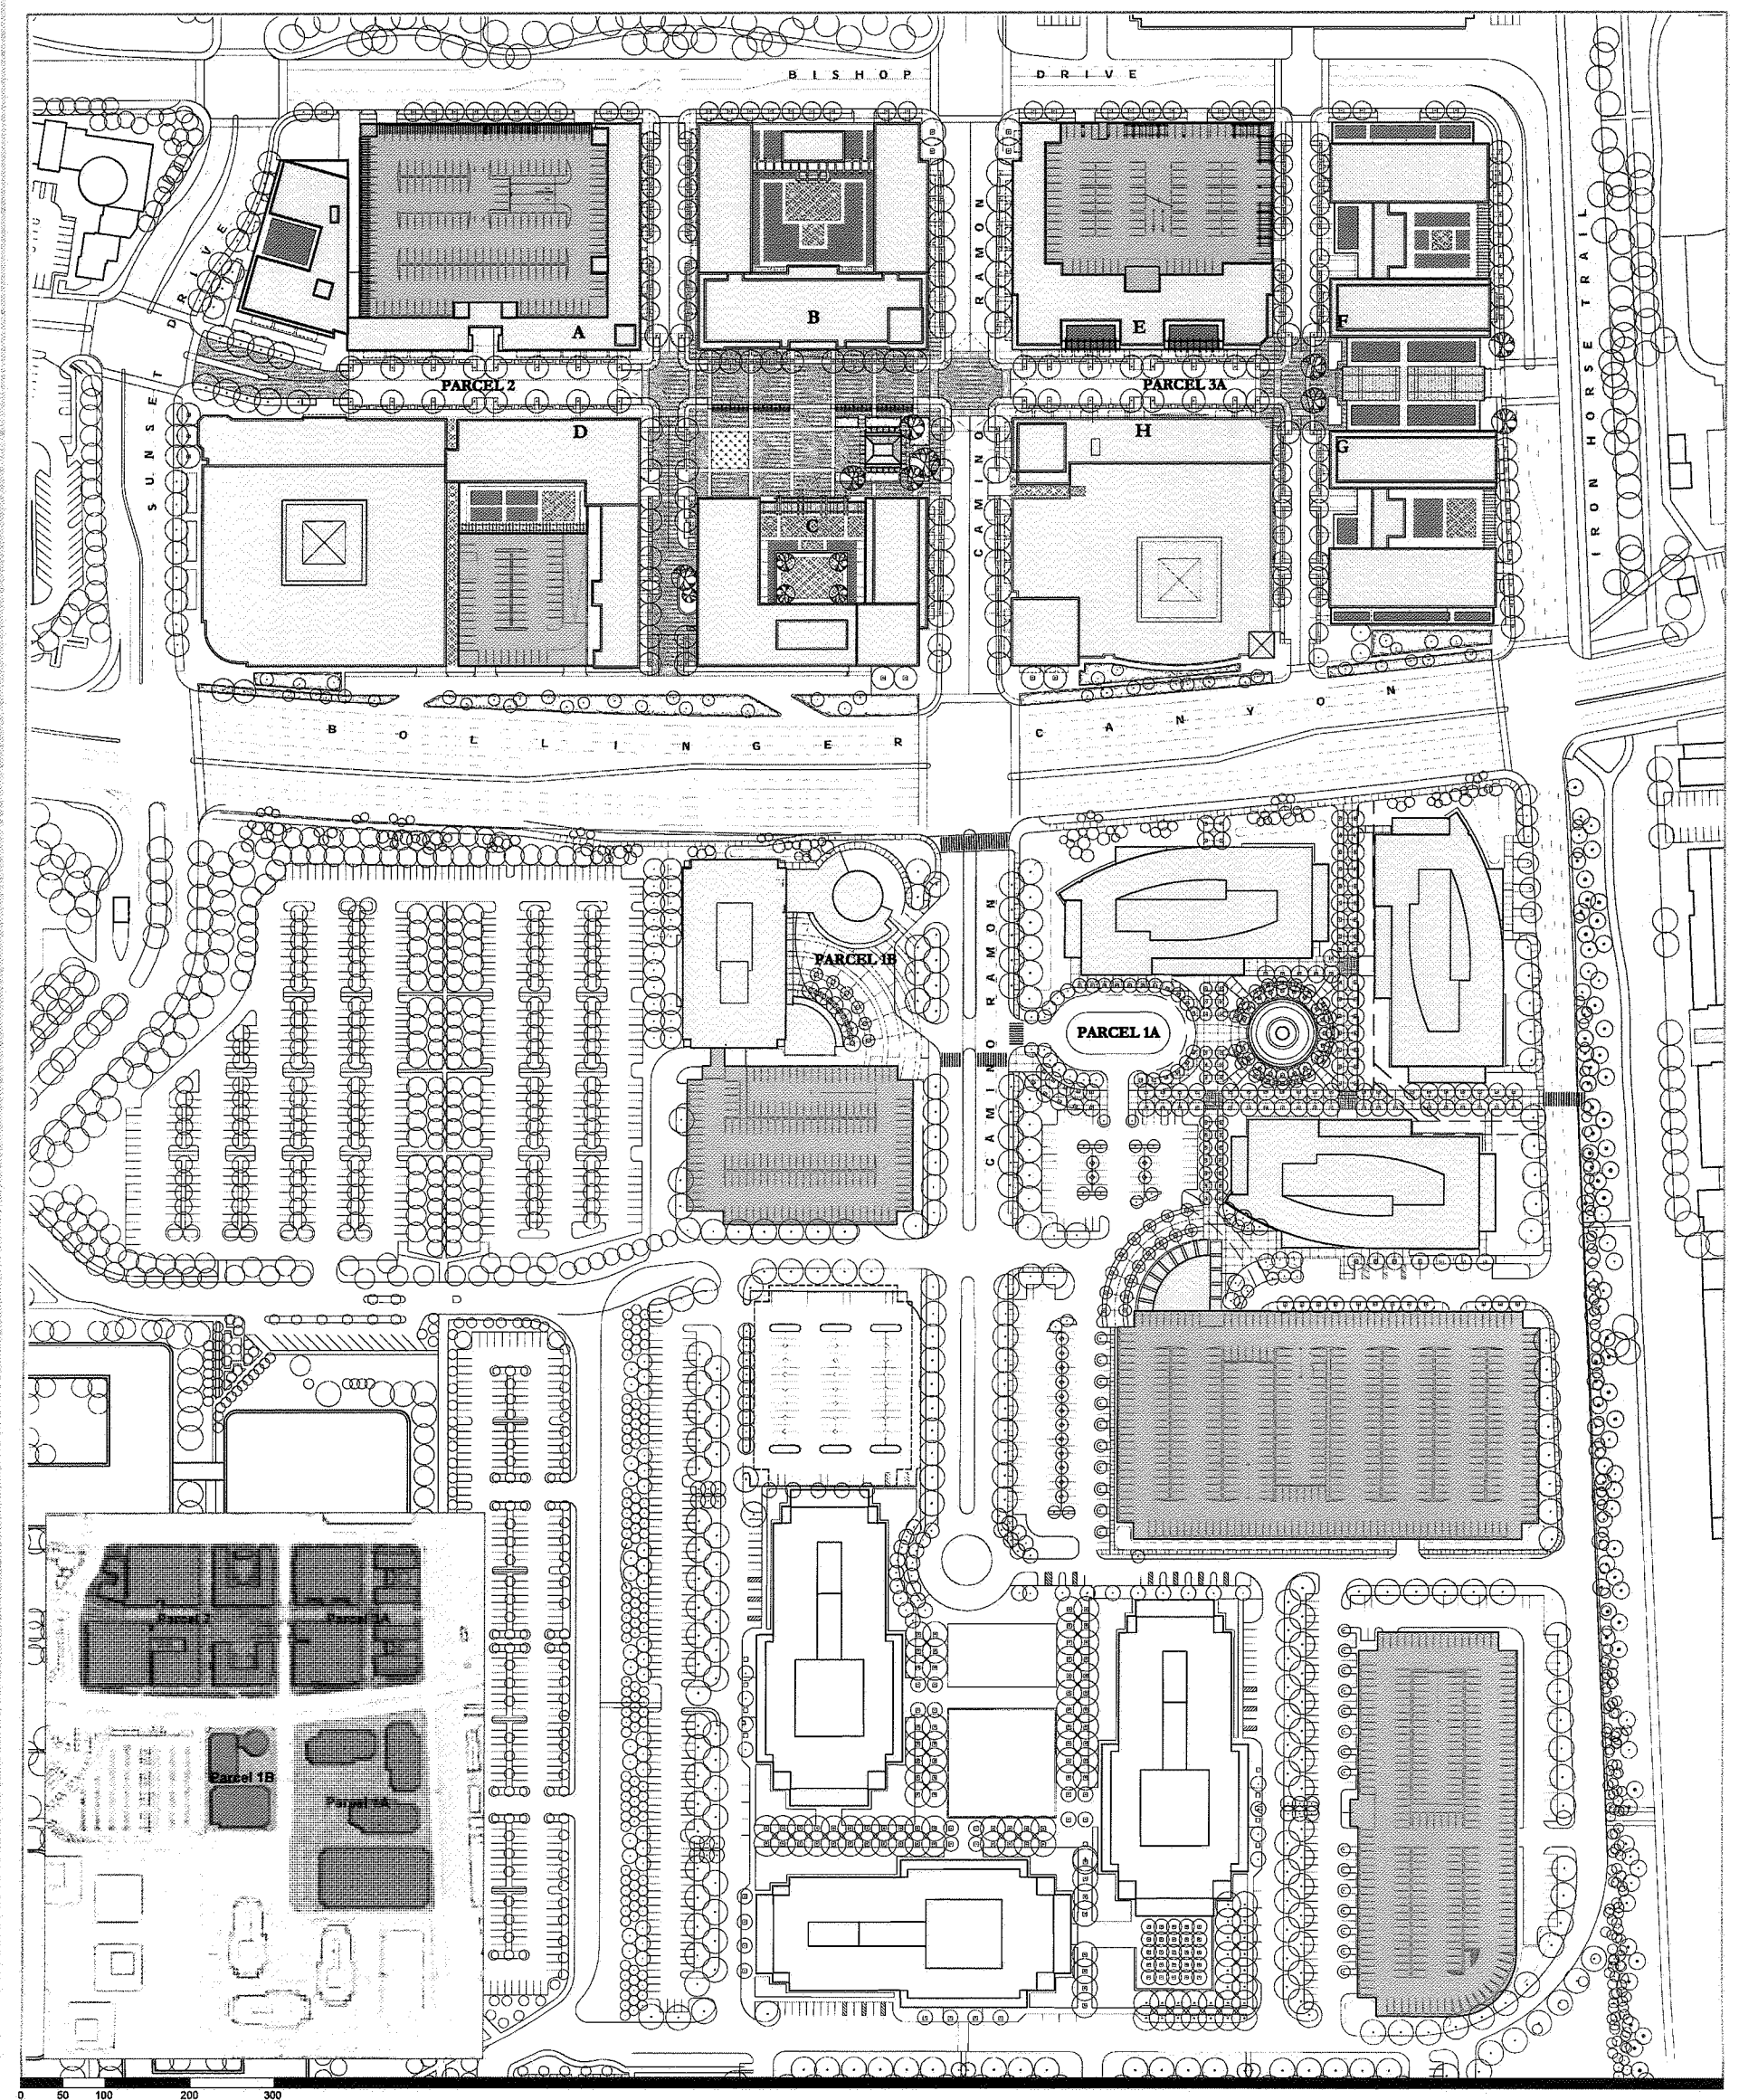 BISHOP DRIVE
SUNSET DRIVE
CAMINO RAMON
IRON HORSE TRAIL
A
B
E
F
PARCEL 2
PARCEL 3A
D
C
H
G
BOLLINGER CANYON
PARCEL 1B
PARCEL 1A
CAMINO RAMON
Parcel 2
Parcel 3A
Parcel 1B
Parcel 1A
0 50 100 200 300